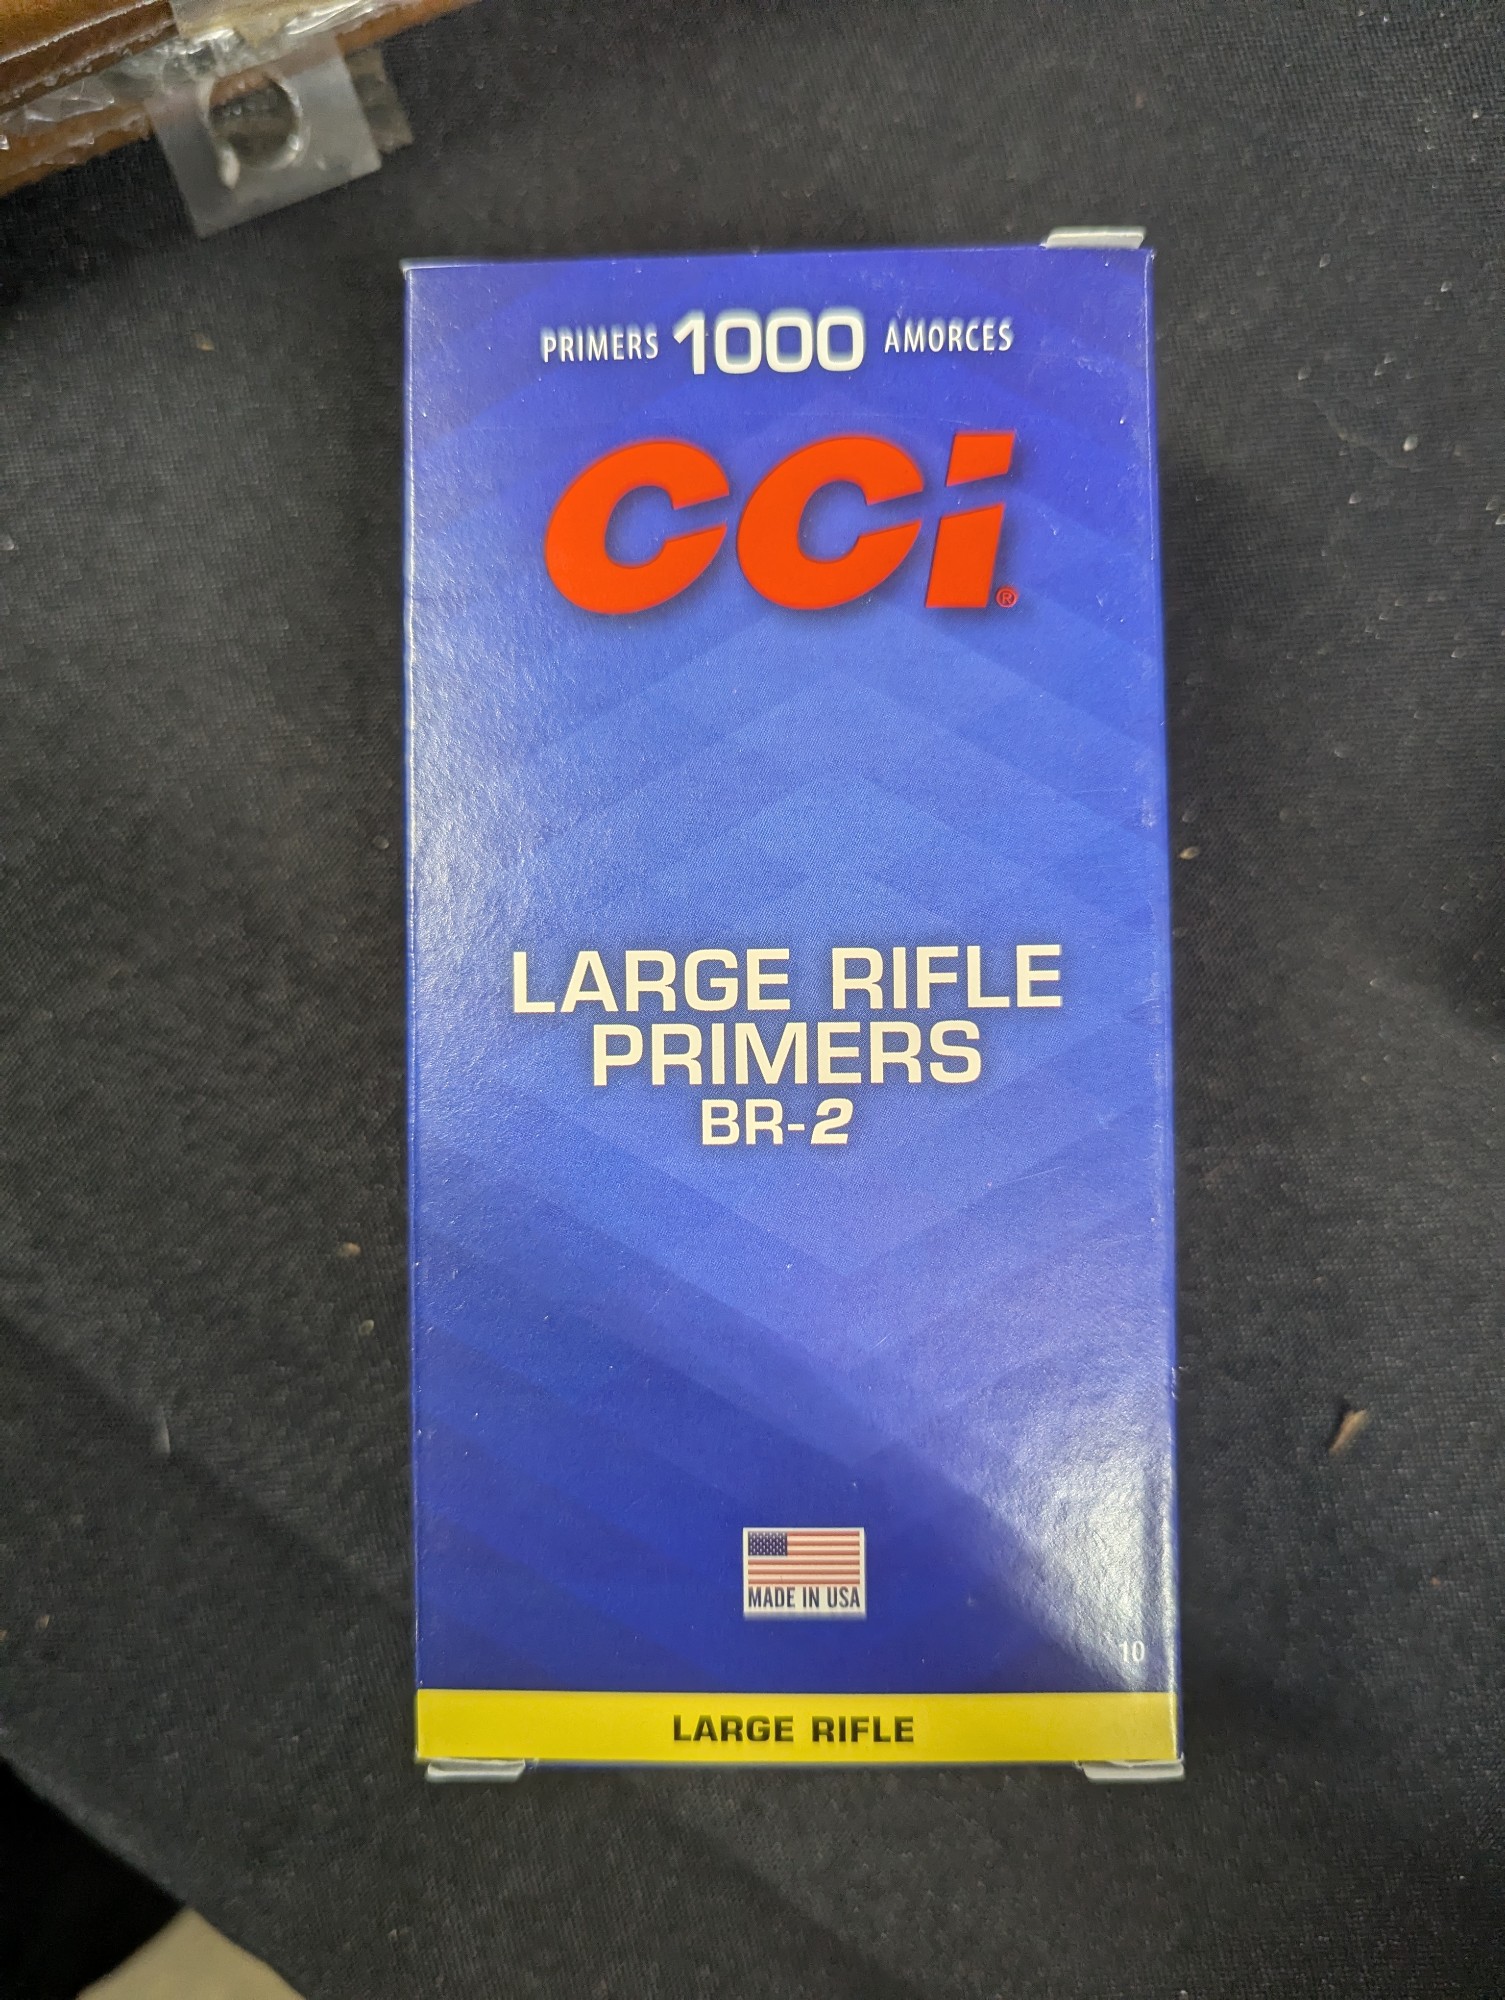 PRIMERS 1000 AMORCES
CCi®
LARGE RIFLE
PRIMERS
BR-2
MADE IN USA
10
LARGE RIFLE